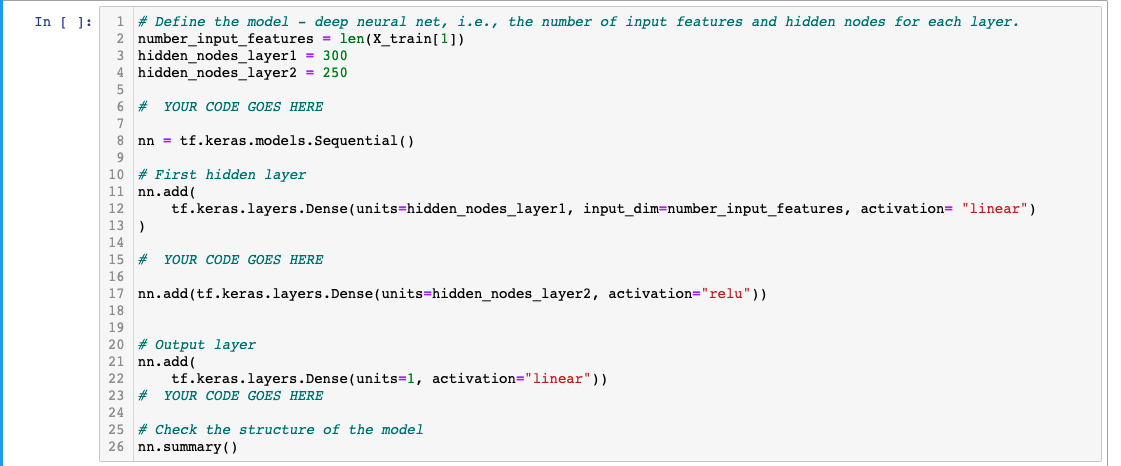 In [ ]:
1 # Define the model - deep neural net, i.e., the number of input features and hidden nodes for each layer.
2 number_input_features = len(X_train[1])
3 hidden_nodes_layer1 = 300
4 hidden_nodes_layer2 = 250
5
6 #  YOUR CODE GOES HERE
7
8 nn = tf.keras.models.Sequential()
9
10 # First hidden layer
11 nn.add(
12     tf.keras.layers.Dense(units=hidden_nodes_layer1, input_dim=number_input_features, activation= "linear")
13 )
14
15 #  YOUR CODE GOES HERE
16
17 nn.add(tf.keras.layers.Dense(units=hidden_nodes_layer2, activation="relu"))
18
19
20 # Output layer
21 nn.add(
22     tf.keras.layers.Dense(units=1, activation="linear"))
23 #  YOUR CODE GOES HERE
24
25 # Check the structure of the model
26 nn.summary()